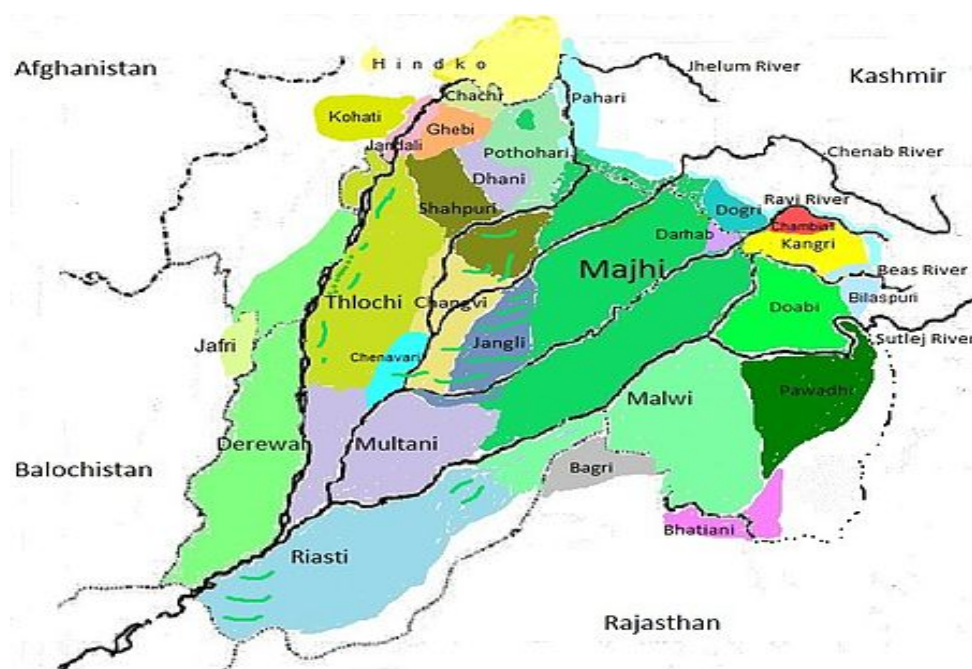 Afghanistan
Hindko
Jhelum River
Kashmir
Chachi
Pahari
Kohati
Ghebi
Jandali
Pothohari
Chenab River
Dhani
Shahpuri
Dogri
Ravi River
Chambiali
Darhab
Kangri
Majhi
Beas River
Thlochi
Changvi
Bilaspuri
Doabi
Jafri
Jangli
Sutlej River
Chenavari
Pawadhi
Malwi
Derewal
Multani
Balochistan
Bagri
Bhatiani
Riasti
Rajasthan